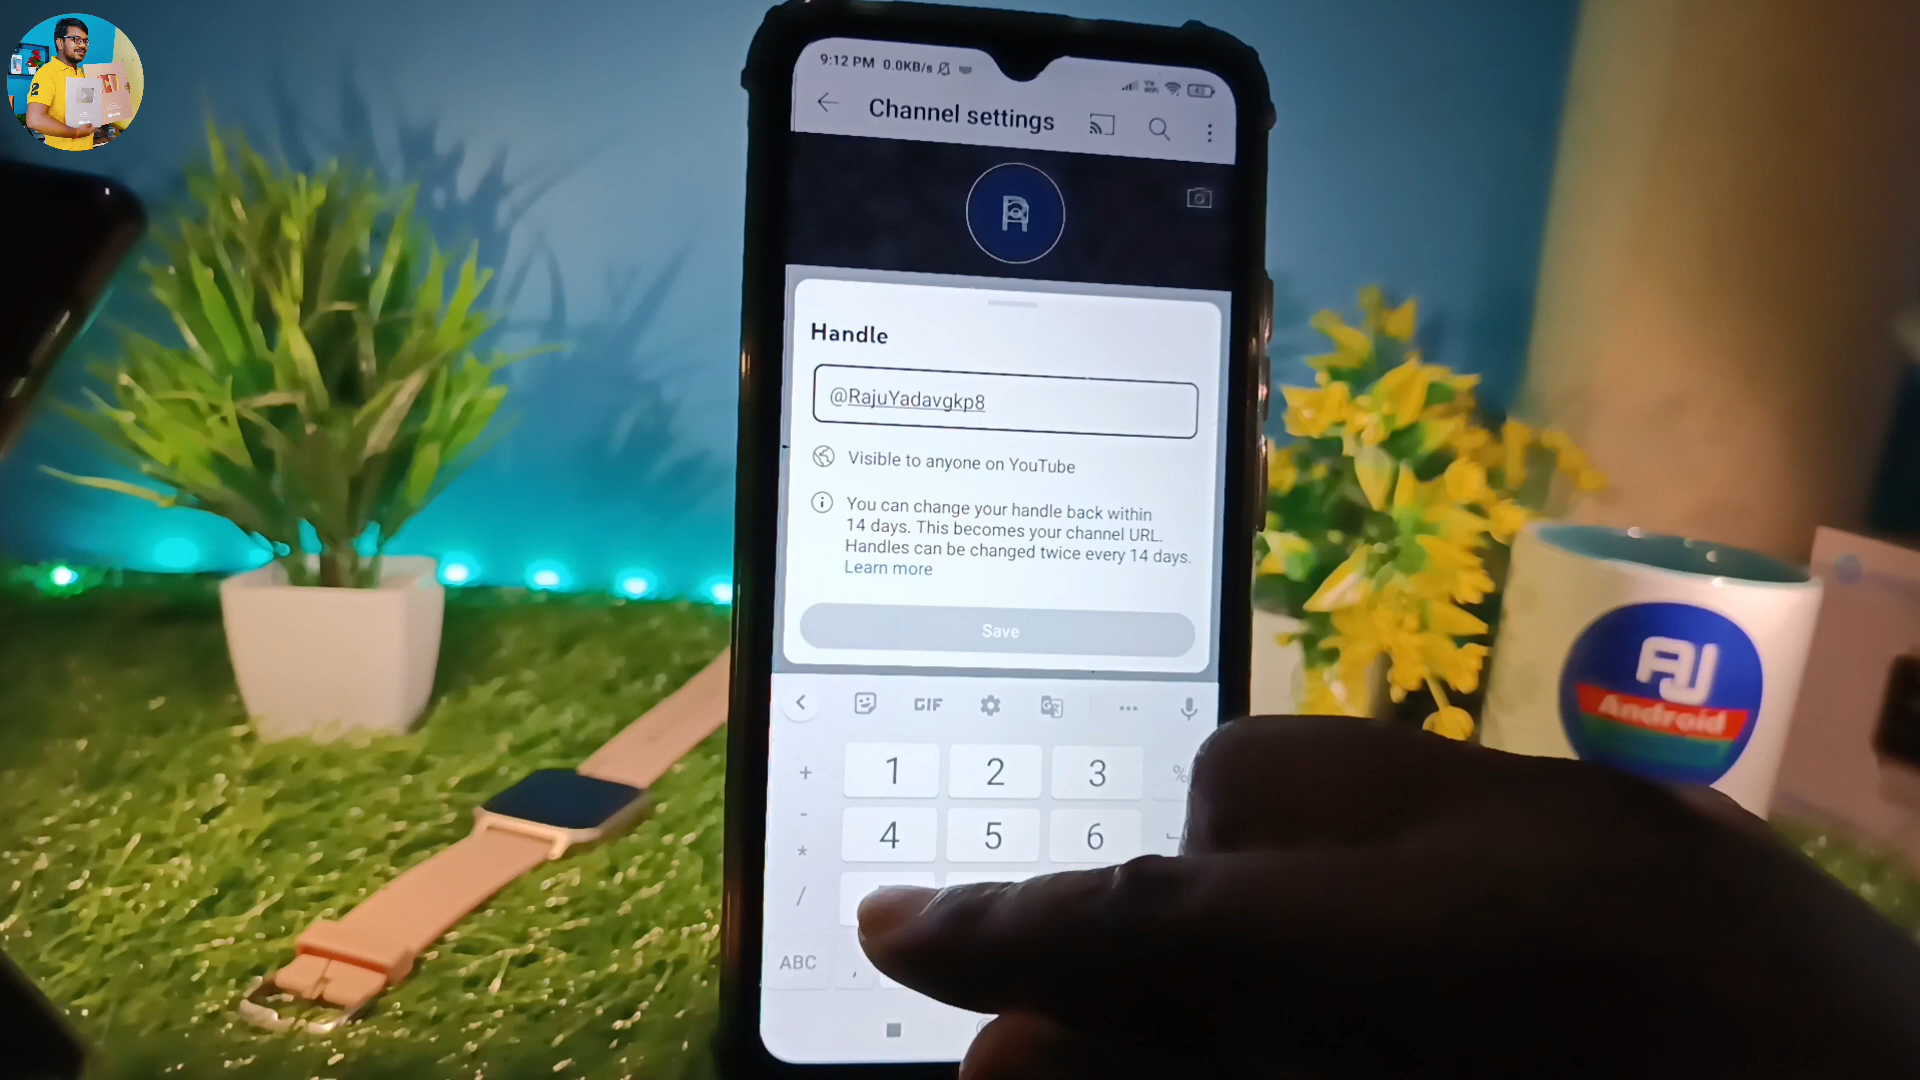 9:12 PM 0.0KB/s
Channel settings
Handle
@RajuYadavgkp8
Visible to anyone on YouTube
You can change your handle back within
14 days. This becomes your channel URL.
Handles can be changed twice every 14 days.
Learn more
Save
GIF
+ 1 2 3 %
-
4 5 6
*
/
ABC ,
AJ
Android